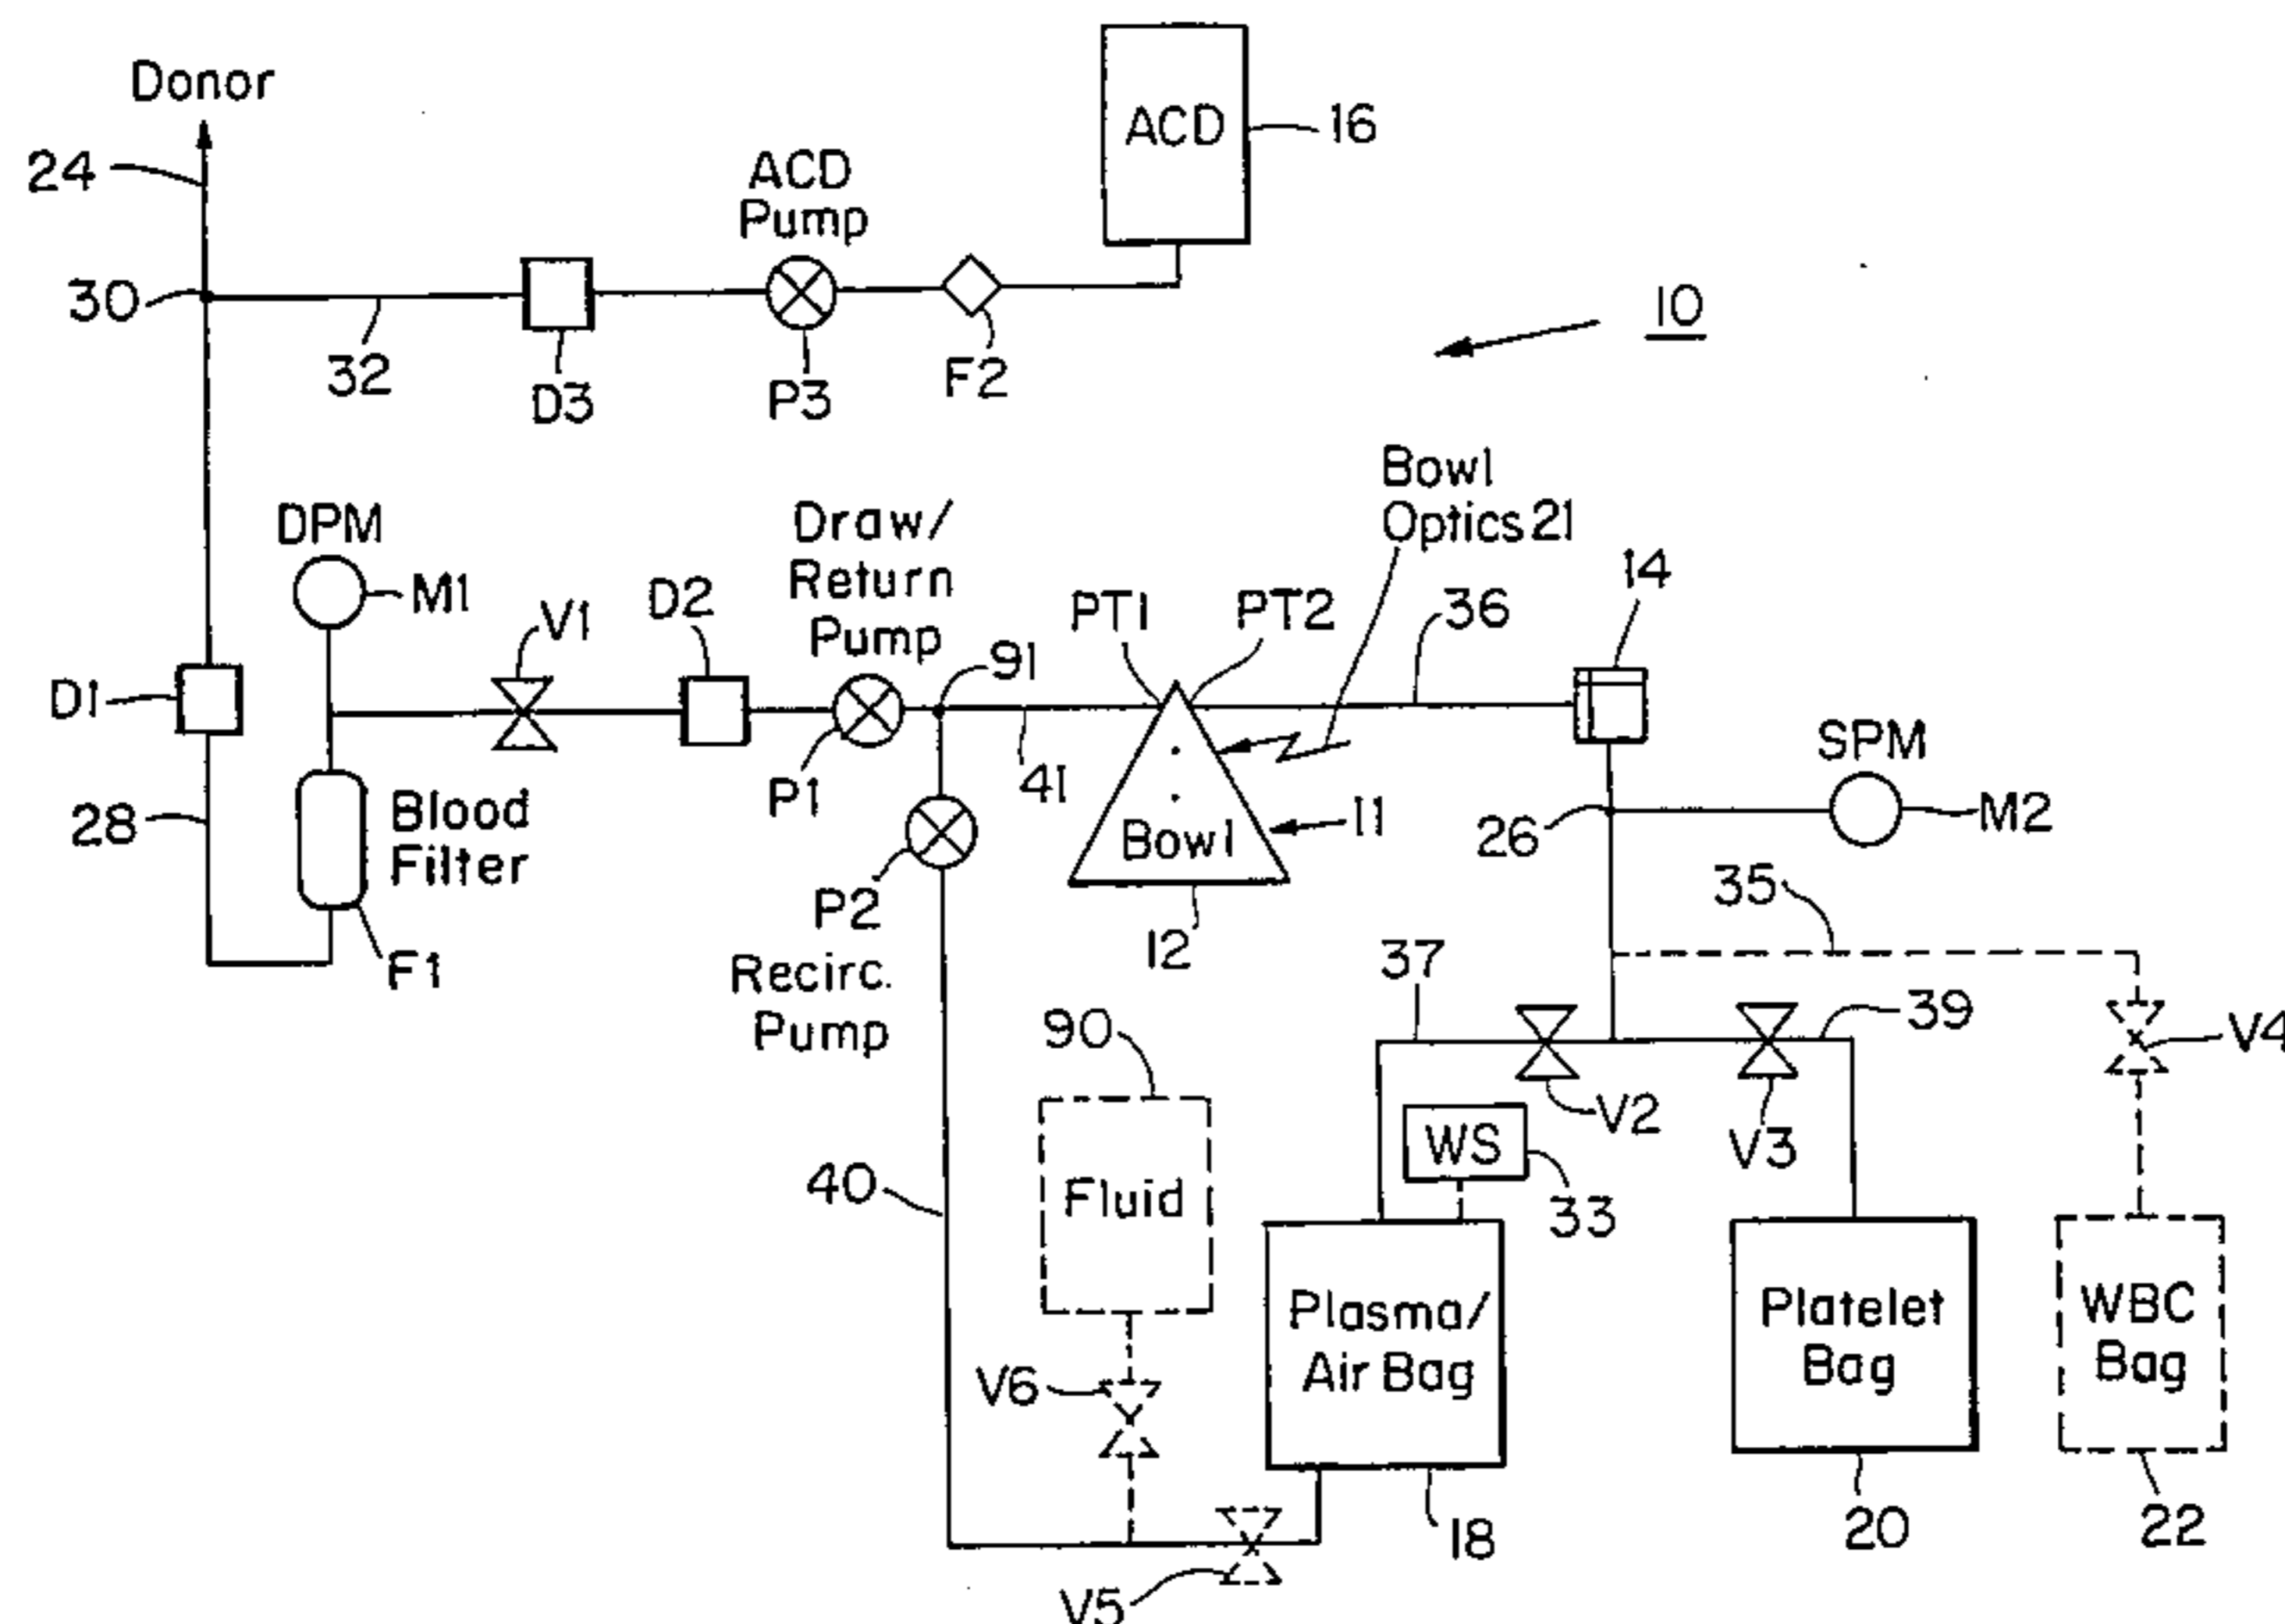 Donor
24
ACD
16
ACD
Pump
30
32
D3
P3
F2
10
Bowl
Optics 21
DPM
M1
V1
D2
Draw/
Return
Pump
91
PT1
PT2
36
14
D1
P1
41
SPM
M2
28
Blood
Filter
F1
P2
Recirc.
Pump
Bowl
11
12
26
35
37
39
V4
90
V2
V3
WS
33
40
Fluid
Plasma/
Air Bag
Platelet
Bag
WBC
Bag
V6
18
20
22
V5